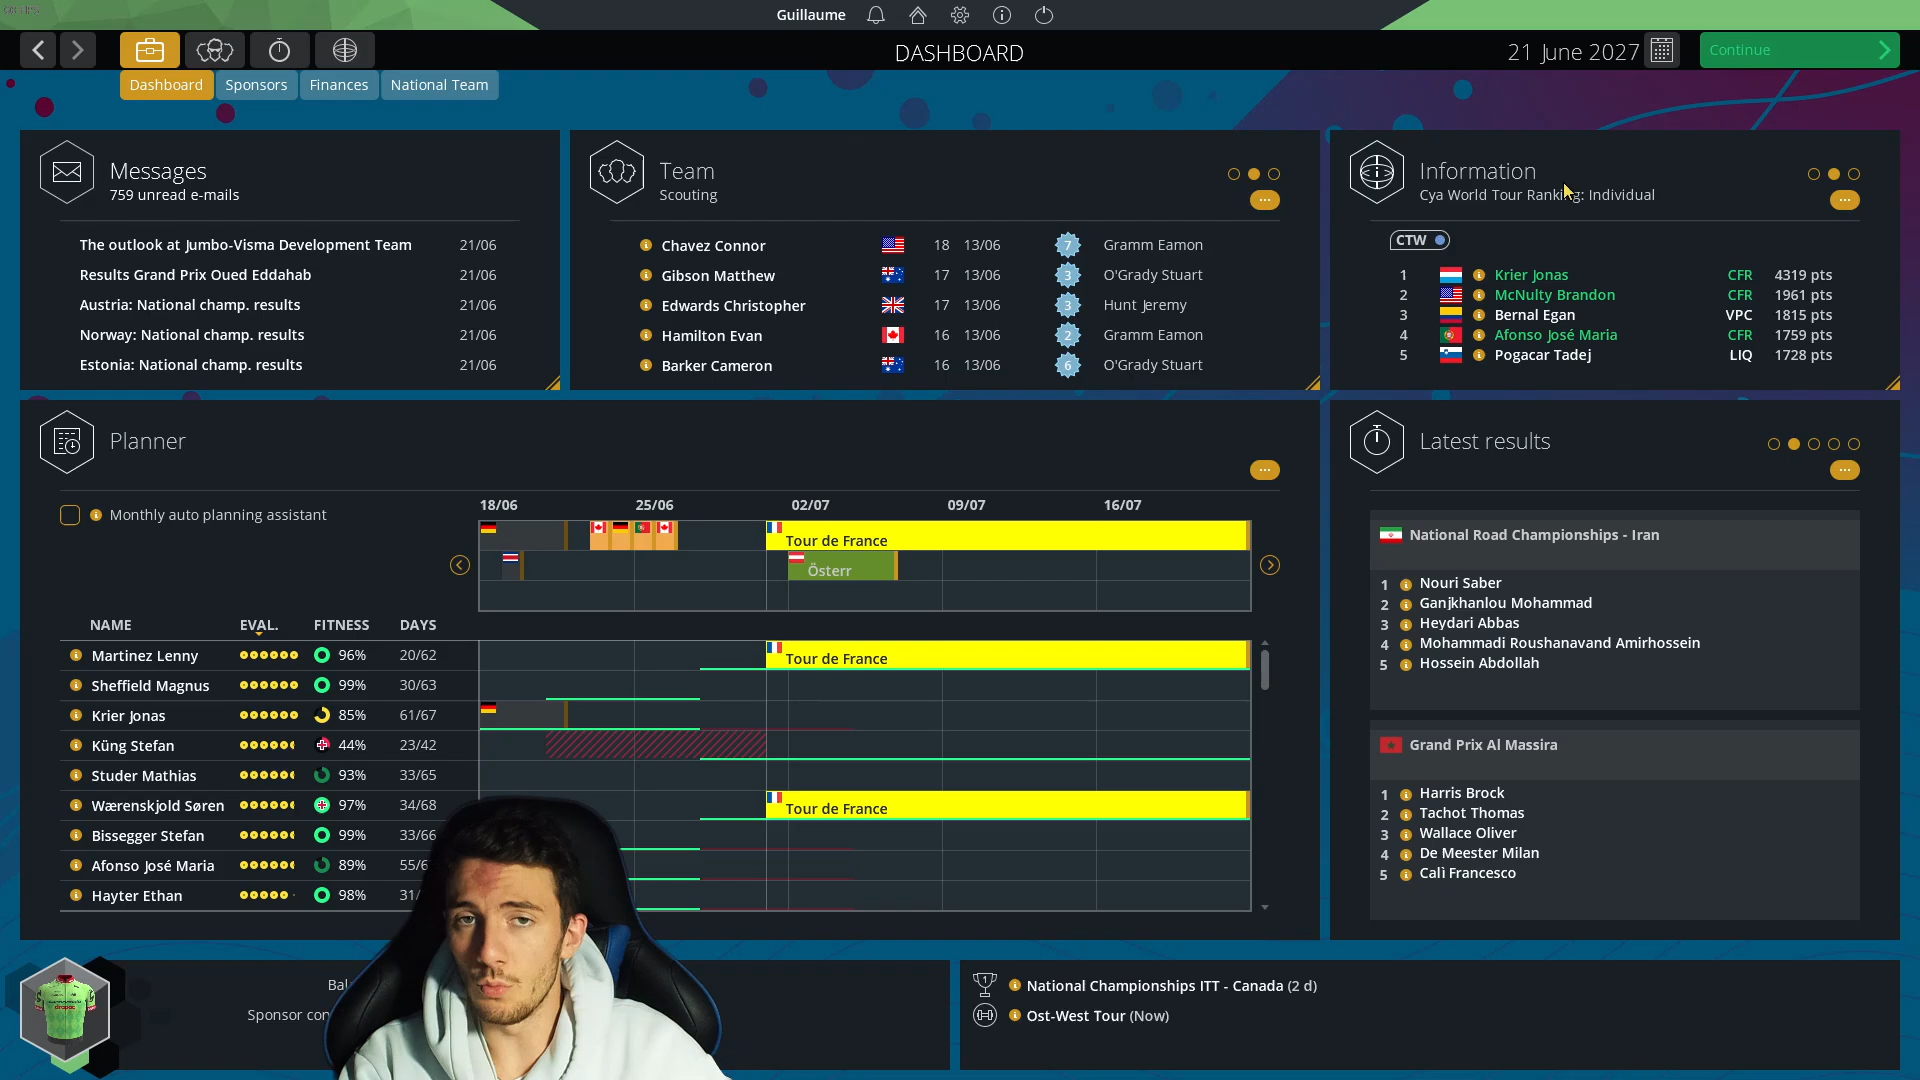 Guillaume
DASHBOARD
21 June 2027
Continue
Dashboard
Sponsors
Finances
National Team
Messages
759 unread e-mails
The outlook at Jumbo-Visma Development Team 21/06
Results Grand Prix Oued Eddahab 21/06
Austria: National champ. results 21/06
Norway: National champ. results 21/06
Estonia: National champ. results 21/06
Team
Scouting
Chavez Connor 18 13/06 7 Gramm Eamon
Gibson Matthew 17 13/06 3 O'Grady Stuart
Edwards Christopher 17 13/06 3 Hunt Jeremy
Hamilton Evan 16 13/06 2 Gramm Eamon
Barker Cameron 16 13/06 6 O'Grady Stuart
Information
Cya World Tour Ranking: Individual
CTW
1 Krier Jonas CFR 4319 pts
2 McNulty Brandon CFR 1961 pts
3 Bernal Egan VPC 1815 pts
4 Afonso José Maria CFR 1759 pts
5 Pogacar Tadej LIQ 1728 pts
Planner
Monthly auto planning assistant
18/06 25/06 02/07 09/07 16/07
Tour de France
Österr
NAME EVAL. FITNESS DAYS
Martinez Lenny 96% 20/62 Tour de France
Sheffield Magnus 99% 30/63
Krier Jonas 85% 61/67
Küng Stefan 44% 23/42
Studer Mathias 93% 33/65
Wærenskjold Søren 97% 34/68 Tour de France
Bissegger Stefan 99% 33/66
Afonso José Maria 89% 55/6
Hayter Ethan 98% 31/
Latest results
National Road Championships - Iran
1 Nouri Saber
2 Ganjkhanlou Mohammad
3 Heydari Abbas
4 Mohammadi Roushanavand Amirhossein
5 Hossein Abdollah
Grand Prix Al Massira
1 Harris Brock
2 Tachot Thomas
3 Wallace Oliver
4 De Meester Milan
5 Calì Francesco
Bal
Sponsor con
National Championships ITT - Canada (2 d)
Ost-West Tour (Now)